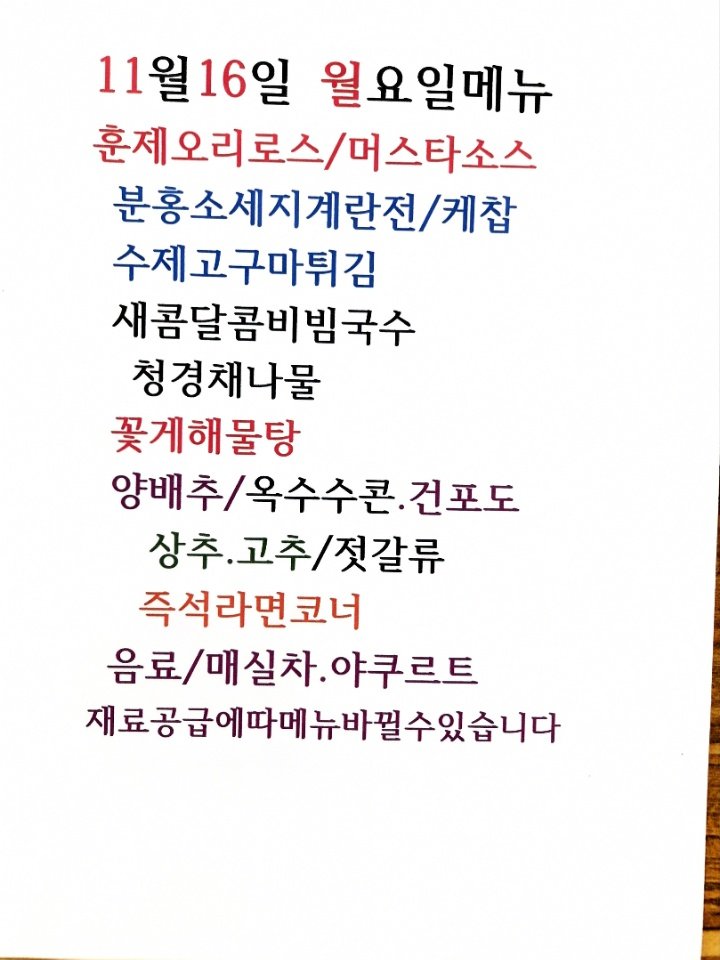 11월16일 월요일메뉴
훈제오리로스/머스타소스
분홍소세지계란전/케찹
수제고구마튀김
새콤달콤비빔국수
청경채나물
꽃게해물탕
양배추/옥수수콘.건포도
상추.고추/젓갈류
즉석라면코너
음료/매실차.야쿠르트
재료공급에따메뉴바뀔수있습니다